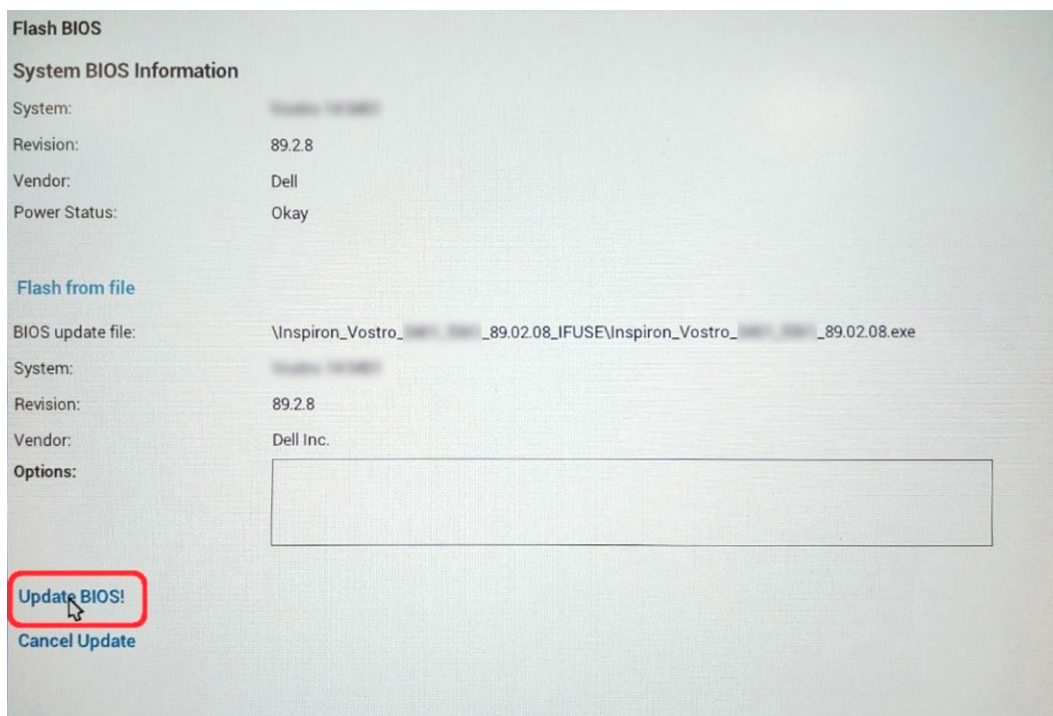 Flash BIOS
System BIOS Information
System:
Revision: 89.2.8
Vendor: Dell
Power Status: Okay
Flash from file
BIOS update file: \Inspiron_Vostro_ _89.02.08_IFUSE\Inspiron_Vostro_ _89.02.08.exe
System:
Revision: 89.2.8
Vendor: Dell Inc.
Options:
Update BIOS!
Cancel Update